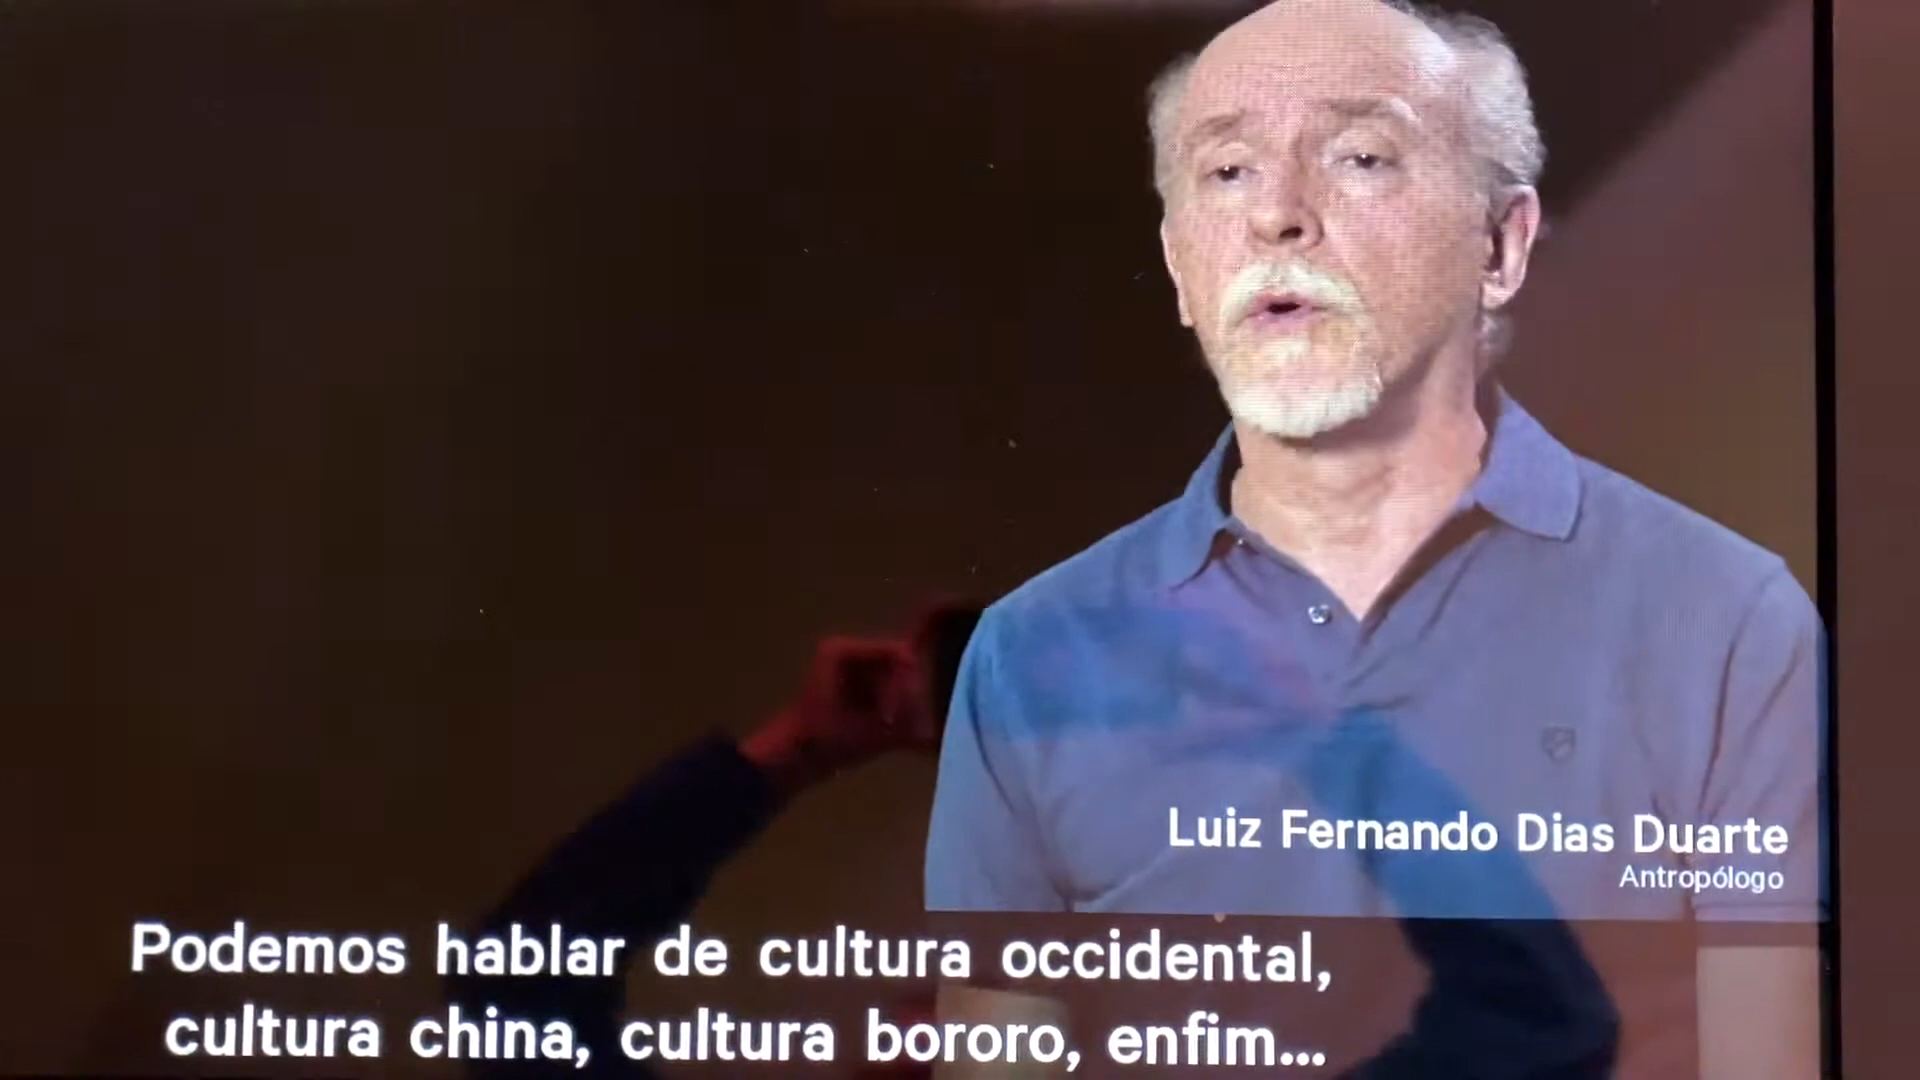 Luiz Fernando Dias Duarte
Antropólogo
Podemos hablar de cultura occidental,
cultura china, cultura bororo, enfim...